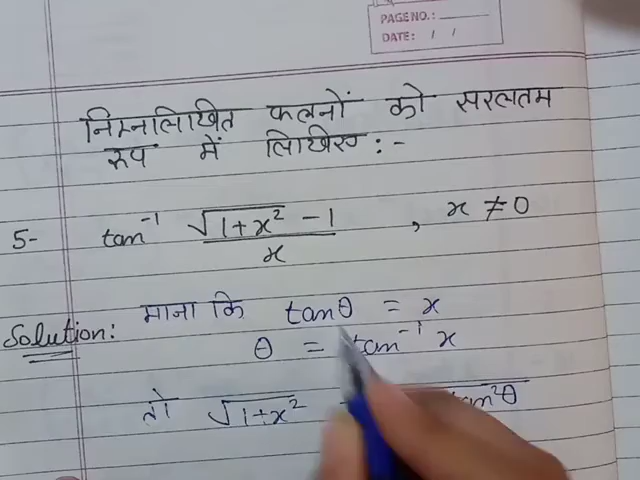 PAGE NO.:
DATE: / /
निम्नलिखित फलनों को सरलतम
रूप में लिखिए :-
5- tan⁻¹ (√(1+x²) - 1)/x , x ≠ 0
Solution: माना कि tanθ = x
θ = tan⁻¹ x
तो √(1+x²) tan²θ